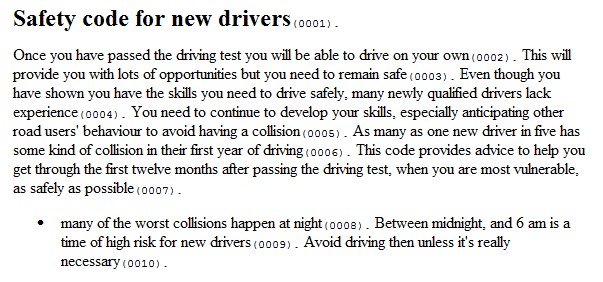 Safety code for new drivers (0001) .
Once you have passed the driving test you will be able to drive on your own (0002) . This will
provide you with lots of opportunities but you need to remain safe (0003) . Even though you
have shown you have the skills you need to drive safely, many newly qualified drivers lack
experience (0004) . You need to continue to develop your skills, especially anticipating other
road users' behaviour to avoid having a collision (0005) . As many as one new driver in five has
some kind of collision in their first year of driving (0006) . This code provides advice to help you
get through the first twelve months after passing the driving test, when you are most vulnerable,
as safely as possible (0007) .
• many of the worst collisions happen at night (0008) . Between midnight, and 6 am is a
time of high risk for new drivers (0009) . Avoid driving then unless it's really
necessary (0010) .